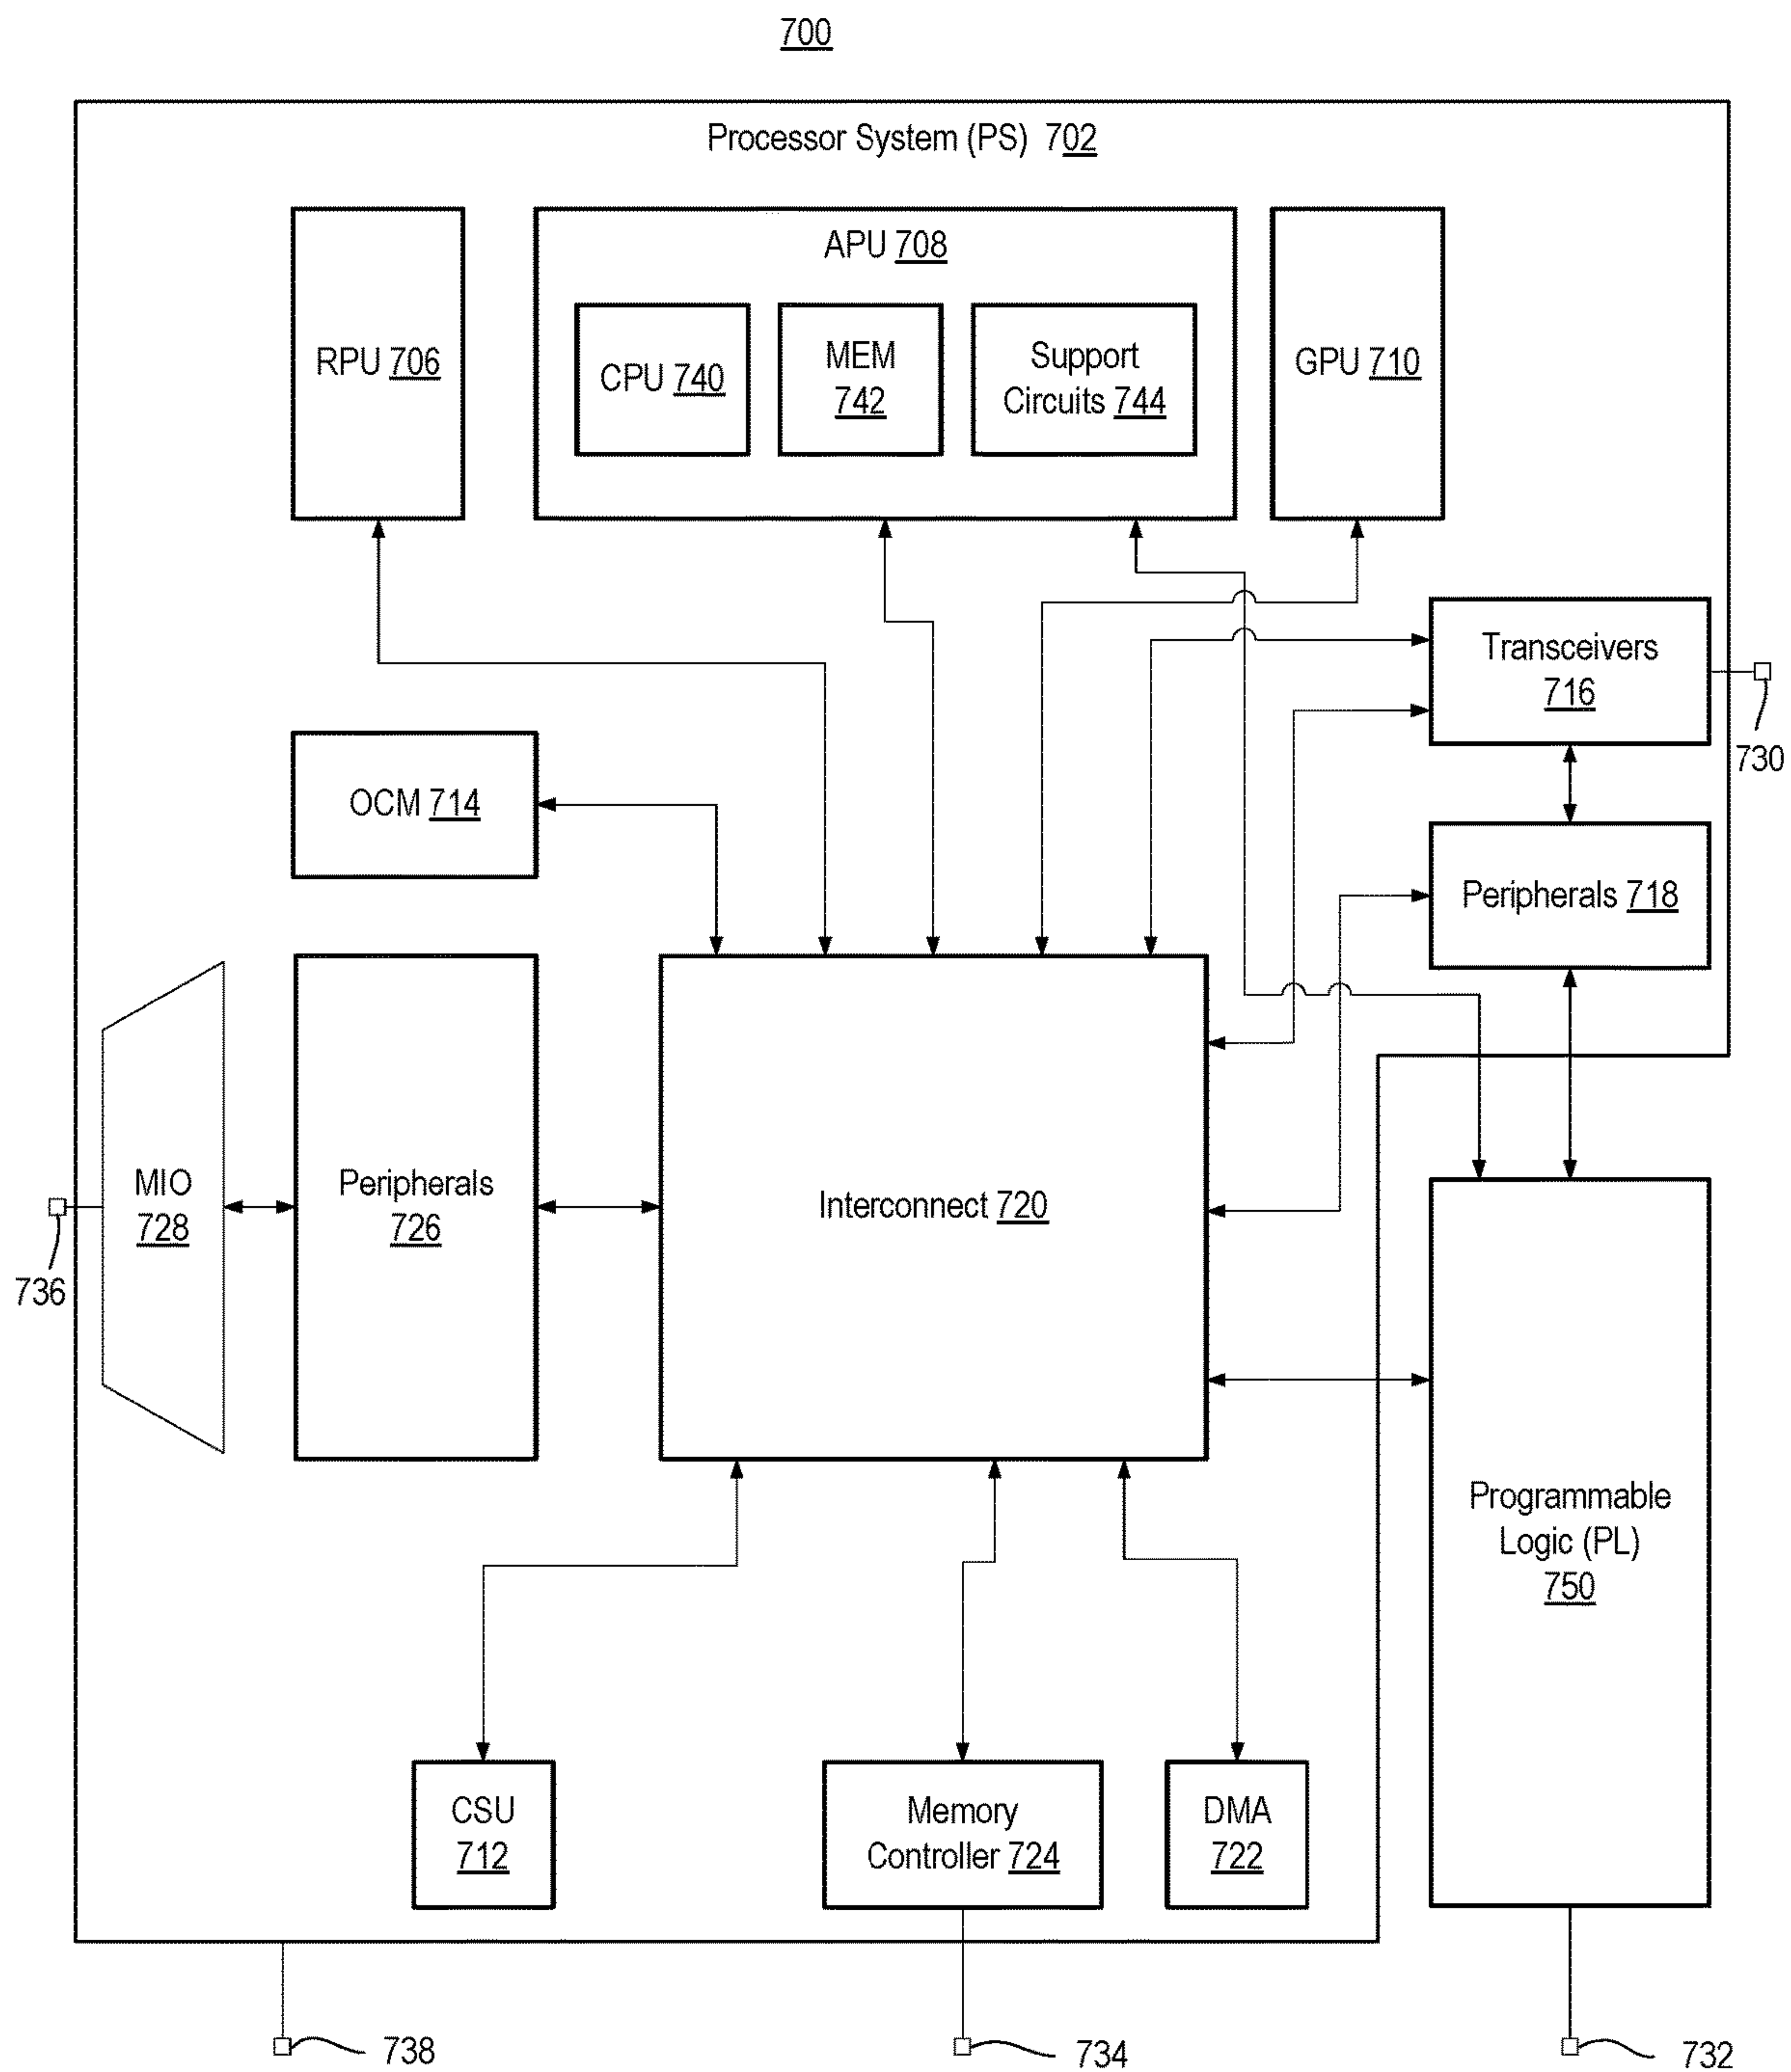 700
Processor System (PS) 702
APU 708
RPU 706
CPU 740
MEM
742
Support
Circuits 744
GPU 710
Transceivers
716
730
OCM 714
Peripherals 718
MIO
728
Peripherals
726
Interconnect 720
736
Programmable
Logic (PL)
750
CSU
712
Memory
Controller 724
DMA
722
738
734
732